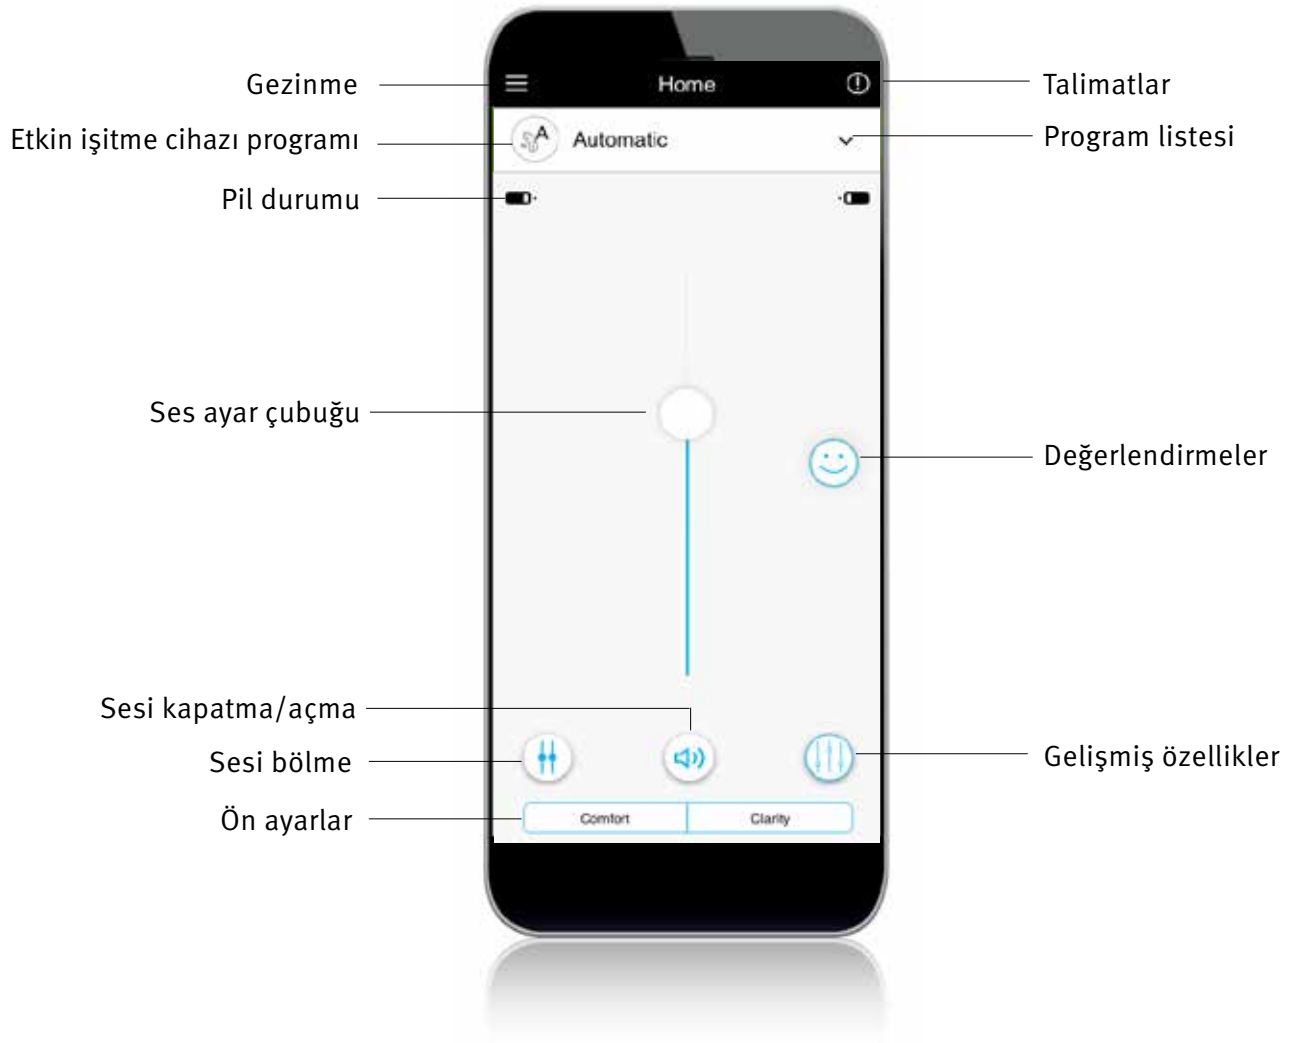 Gezinme
Home
Talimatlar
Etkin işitme cihazı programı
Automatic
Program listesi
Pil durumu
Ses ayar çubuğu
Değerlendirmeler
Sesi kapatma/açma
Sesi bölme
Gelişmiş özellikler
Ön ayarlar
Comfort
Clarity